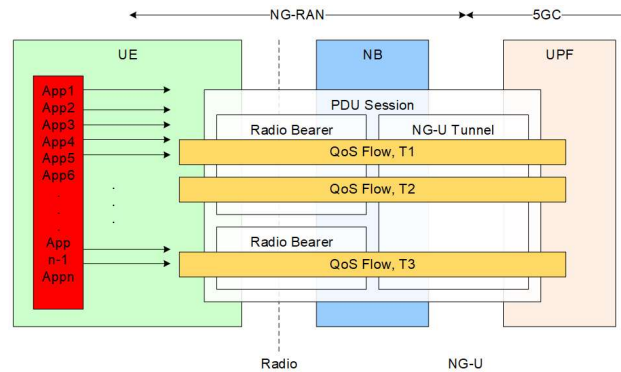 NG-RAN
5GC
UE
NB
UPF
App1
App2
App3
App4
App5
App6
.
.
.
.
.
.
App
n-1
Appn
PDU Session
Radio Bearer
NG-U Tunnel
QoS Flow, T1
QoS Flow, T2
Radio Bearer
QoS Flow, T3
Radio
NG-U